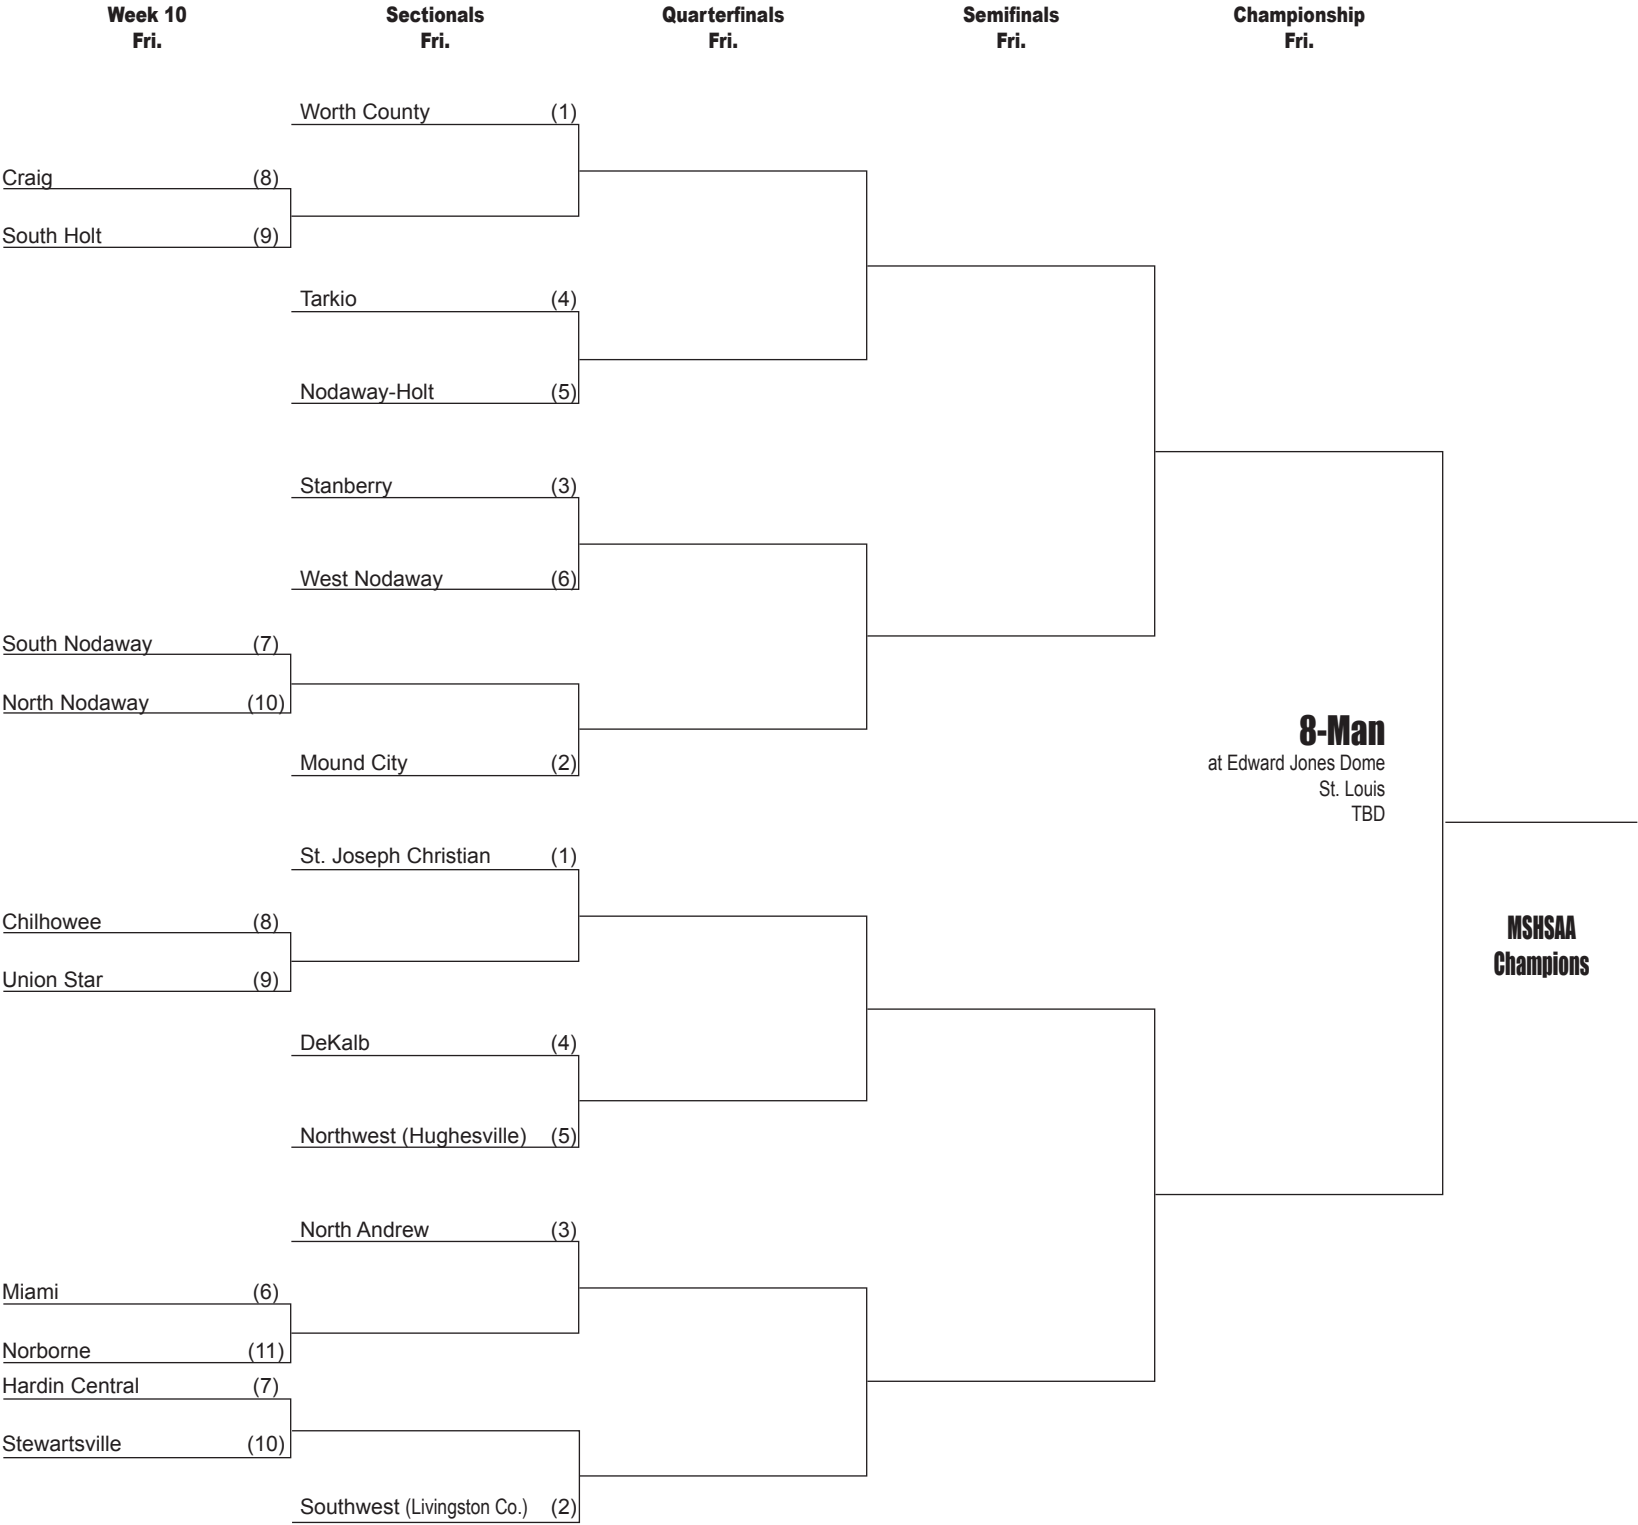 Week 10 Sectionals Quarterfinals Semifinals Championship
Fri. Fri. Fri. Fri. Fri.
Worth County (1)
Craig (8)
South Holt (9)
Tarkio (4)
Nodaway-Holt (5)
Stanberry (3)
West Nodaway (6)
South Nodaway (7)
North Nodaway (10)
Mound City (2)
8-Man
at Edward Jones Dome
St. Louis
TBD
St. Joseph Christian (1)
Chilhowee (8)
Union Star (9)
MSHSAA
Champions
DeKalb (4)
Northwest (Hughesville) (5)
North Andrew (3)
Miami (6)
Norborne (11)
Hardin Central (7)
Stewartsville (10)
Southwest (Livingston Co.) (2)